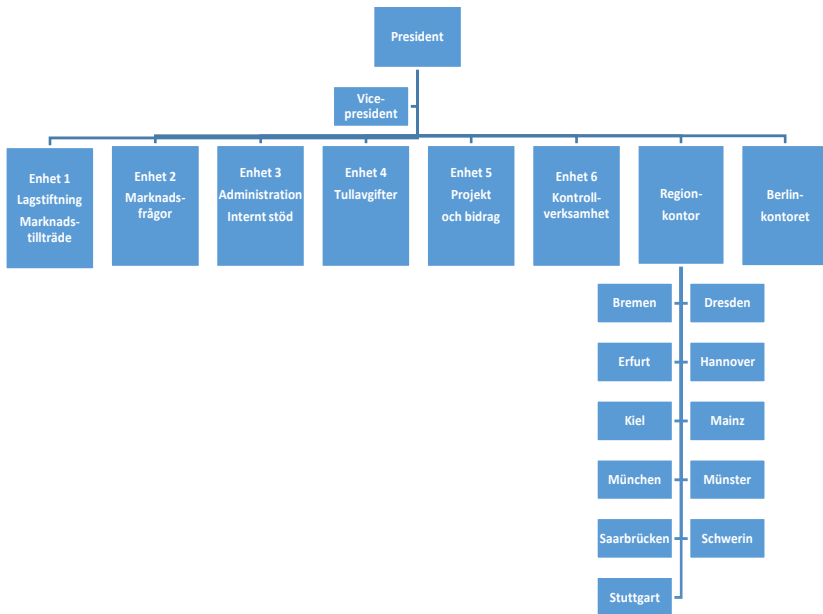 President
Vice-
president
Enhet 1
Lagstiftning
Marknads-
tillträde
Enhet 2
Marknads-
frågor
Enhet 3
Administration
Internt stöd
Enhet 4
Tullavgifter
Enhet 5
Projekt
och bidrag
Enhet 6
Kontroll-
verksamhet
Region-
kontor
Berlin-
kontoret
Bremen
Dresden
Erfurt
Hannover
Kiel
Mainz
München
Münster
Saarbrücken
Schwerin
Stuttgart